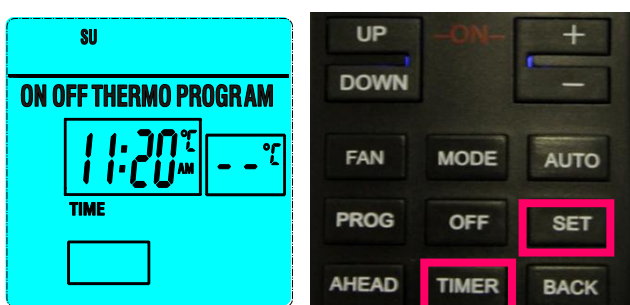 SU
ON OFF THERMO PROGRAM
11:20 °C AM -- °C
TIME
UP -ON- +
DOWN -
FAN MODE AUTO
PROG OFF SET
AHEAD TIMER BACK